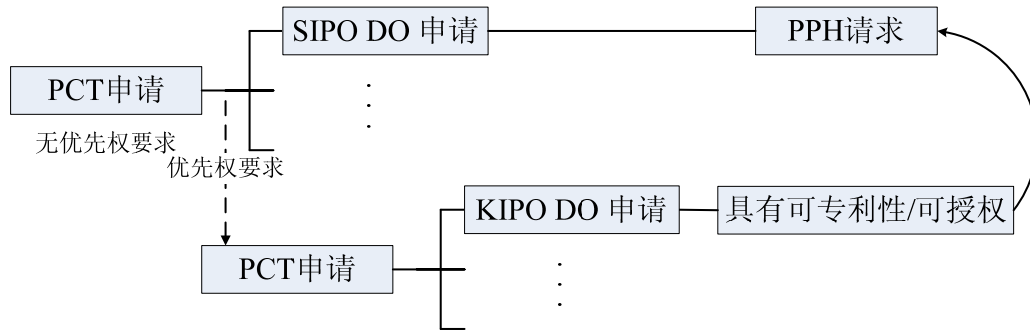 SIPO DO 申请
PPH请求
PCT申请
无优先权要求
优先权要求
KIPO DO 申请
具有可专利性/可授权
PCT申请